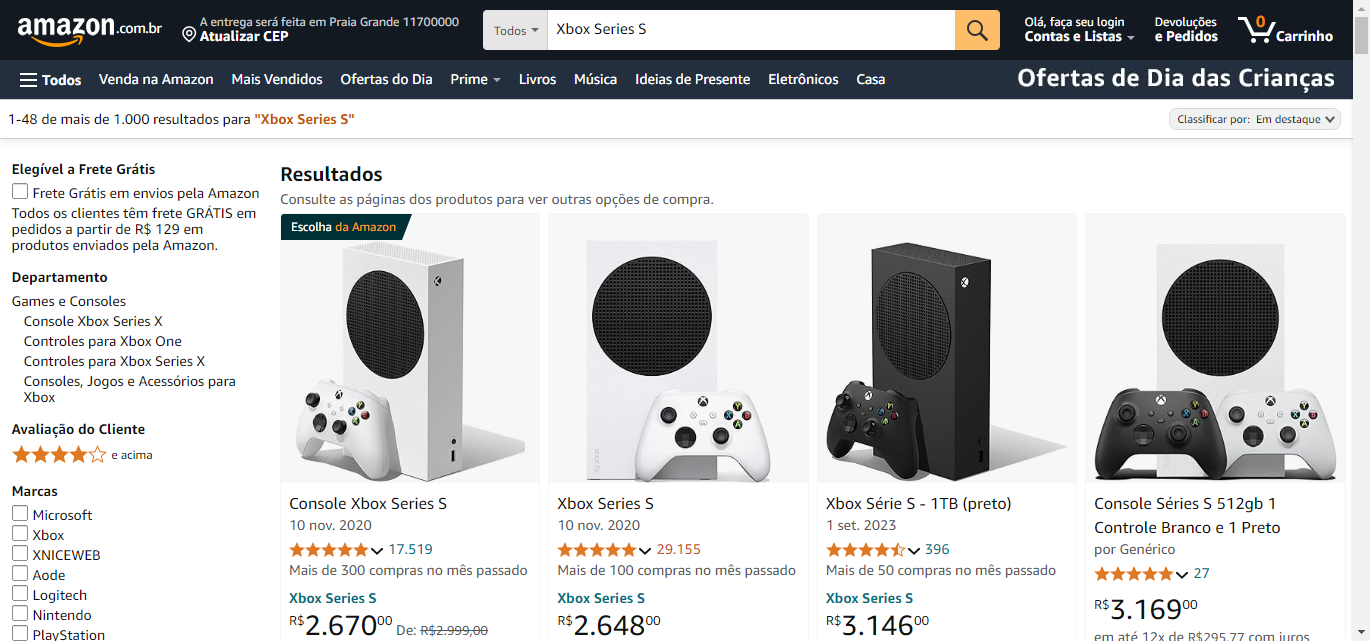 amazon.com.br
A entrega será feita em Praia Grande 11700000
Atualizar CEP
Todos
Xbox Series S
Olá, faça seu login
Contas e Listas
Devoluções
e Pedidos
0
Carrinho
Todos
Venda na Amazon
Mais Vendidos
Ofertas do Dia
Prime
Livros
Música
Ideias de Presente
Eletrônicos
Casa
Ofertas de Dia das Crianças
1-48 de mais de 1.000 resultados para "Xbox Series S"
Classificar por: Em destaque
Elegível a Frete Grátis
Frete Grátis em envios pela Amazon
Todos os clientes têm frete GRÁTIS em
pedidos a partir de R$ 129 em
produtos enviados pela Amazon.
Departamento
Games e Consoles
Console Xbox Series X
Controles para Xbox One
Controles para Xbox Series X
Consoles, Jogos e Acessórios para
Xbox
Avaliação do Cliente
e acima
Marcas
Microsoft
Xbox
XNICEWEB
Aode
Logitech
Nintendo
PlayStation
Resultados
Consulte as páginas dos produtos para ver outras opções de compra.
Escolha da Amazon
Console Xbox Series S
10 nov. 2020
17.519
Mais de 300 compras no mês passado
Xbox Series S
R$2.67000 De: R$2.999,00
Xbox Series S
10 nov. 2020
29.155
Mais de 100 compras no mês passado
Xbox Series S
R$2.64800
Xbox Série S - 1TB (preto)
1 set. 2023
396
Mais de 50 compras no mês passado
Xbox Series S
R$3.14600
Console Séries S 512gb 1
Controle Branco e 1 Preto
por Genérico
27
R$3.16900
em até 12x de R$295,77 com juros